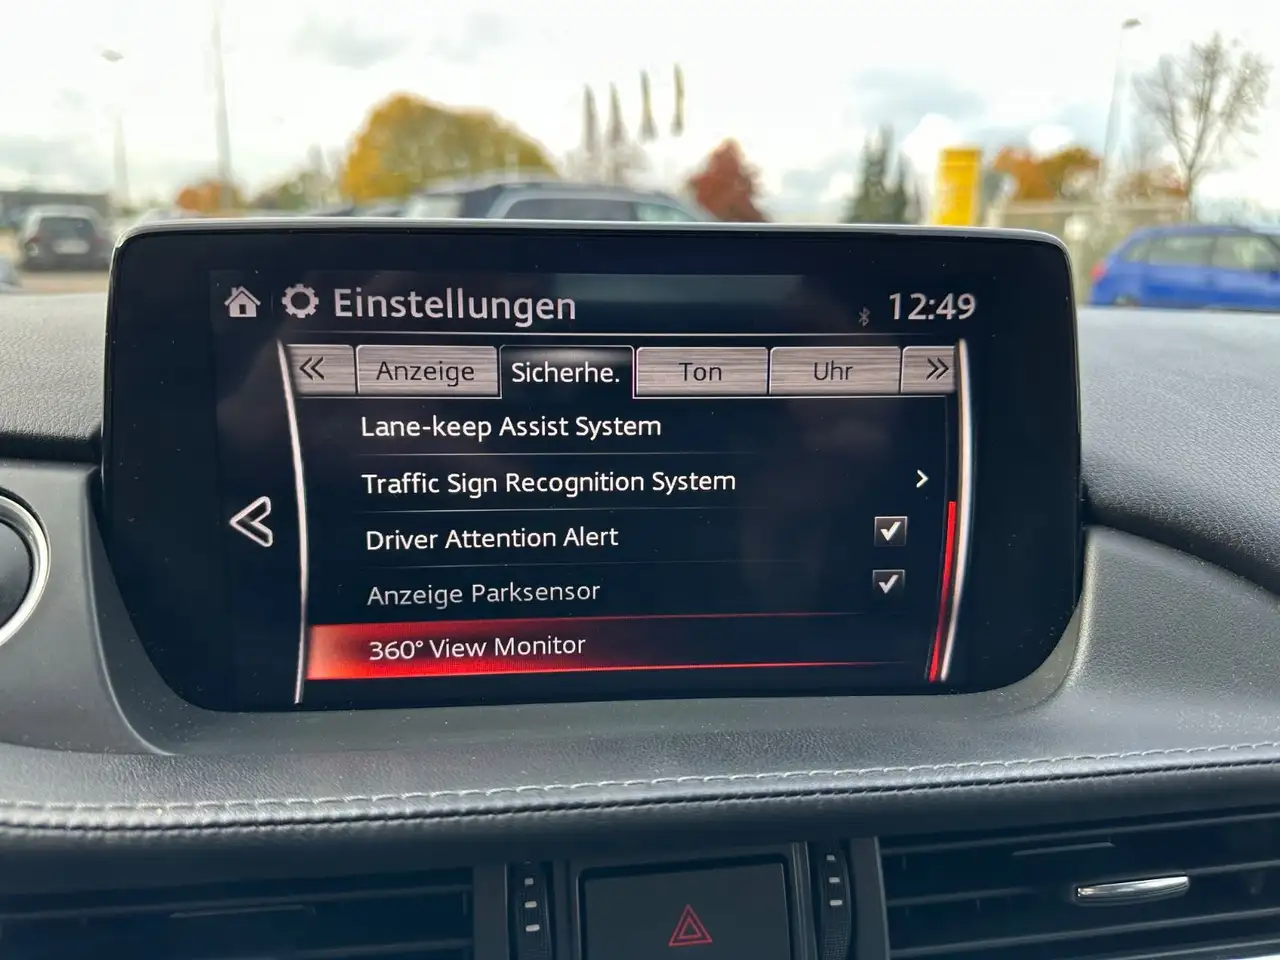 Einstellungen
12:49
« Anzeige Sicherhe. Ton Uhr »
Lane-keep Assist System
Traffic Sign Recognition System
Driver Attention Alert
Anzeige Parksensor
360° View Monitor